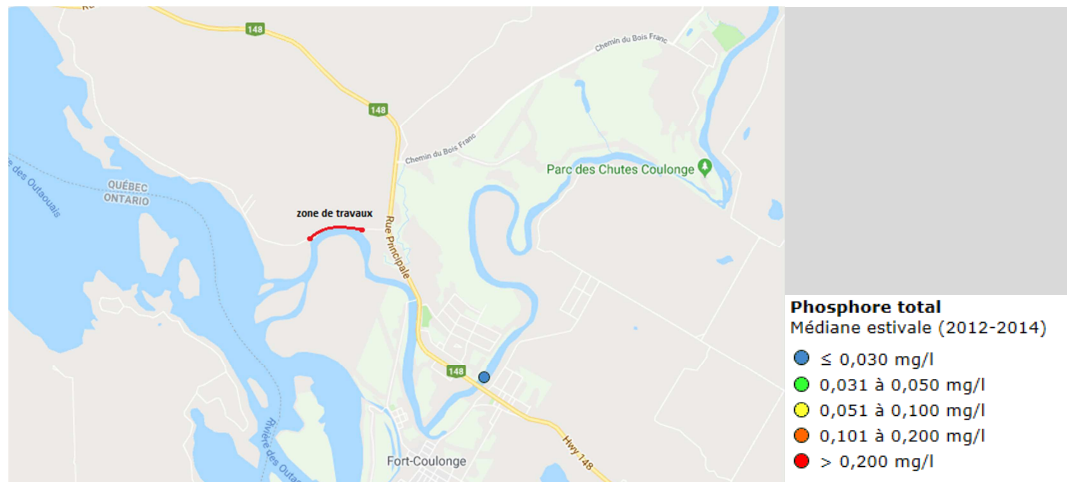 Ro
148
148
Chemin du Bois Franc
Chemin du Bois Franc
Parc des Chutes Coulonge
e des Outaouais
QUÉBEC
ONTARIO
zone de travaux
Rue Principale
148
Hwy 148
Fort-Coulonge
Rivière des Outaouais
Phosphore total
Médiane estivale (2012-2014)
≤ 0,030 mg/l
0,031 à 0,050 mg/l
0,051 à 0,100 mg/l
0,101 à 0,200 mg/l
> 0,200 mg/l